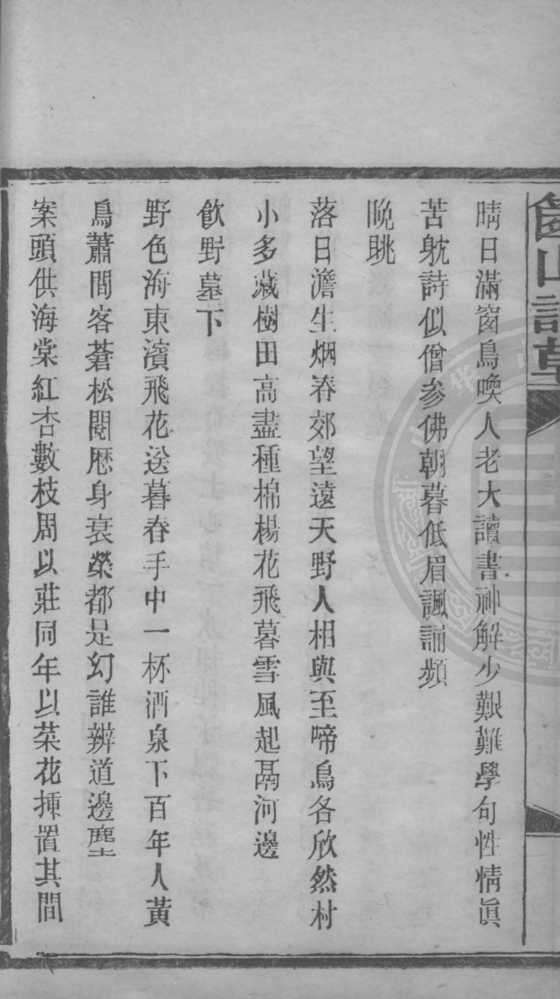 晴日滿窗鳥喚人老大讀書神解少艱難學句性情眞
苦躭詩似僧参佛朝暮低眉諷誦頻
晚眺
落日澹生烟春郊望遠天野人相與至啼鳥各欣然村
小多藏樹田高盡種棉楊花飛暮雪風起鬲河邊
飲野墓下
野色海東濱飛花送暮春手中一杯酒泉下百年人黃
鳥蕭閒客蒼松閱歷身衰榮都是幻誰辨道邊塵
案頭供海棠紅杏數枝周以莊同年以菜花揷置其間